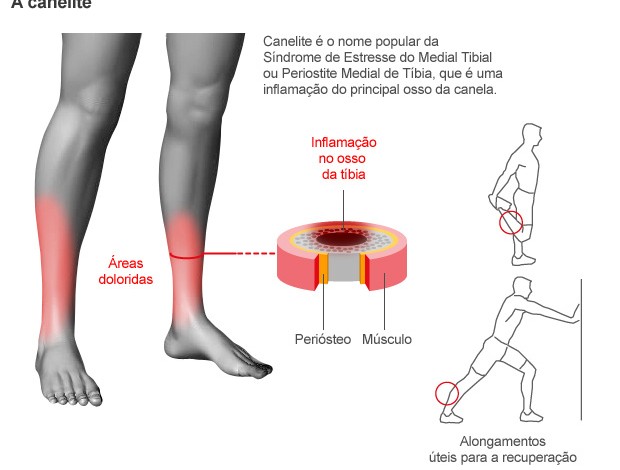 A canelite
Canelite é o nome popular da
Síndrome de Estresse do Medial Tibial
ou Periostite Medial de Tíbia, que é uma
inflamação do principal osso da canela.
Inflamação
no osso
da tíbia
Áreas
doloridas
Periósteo Músculo
Alongamentos
úteis para a recuperação